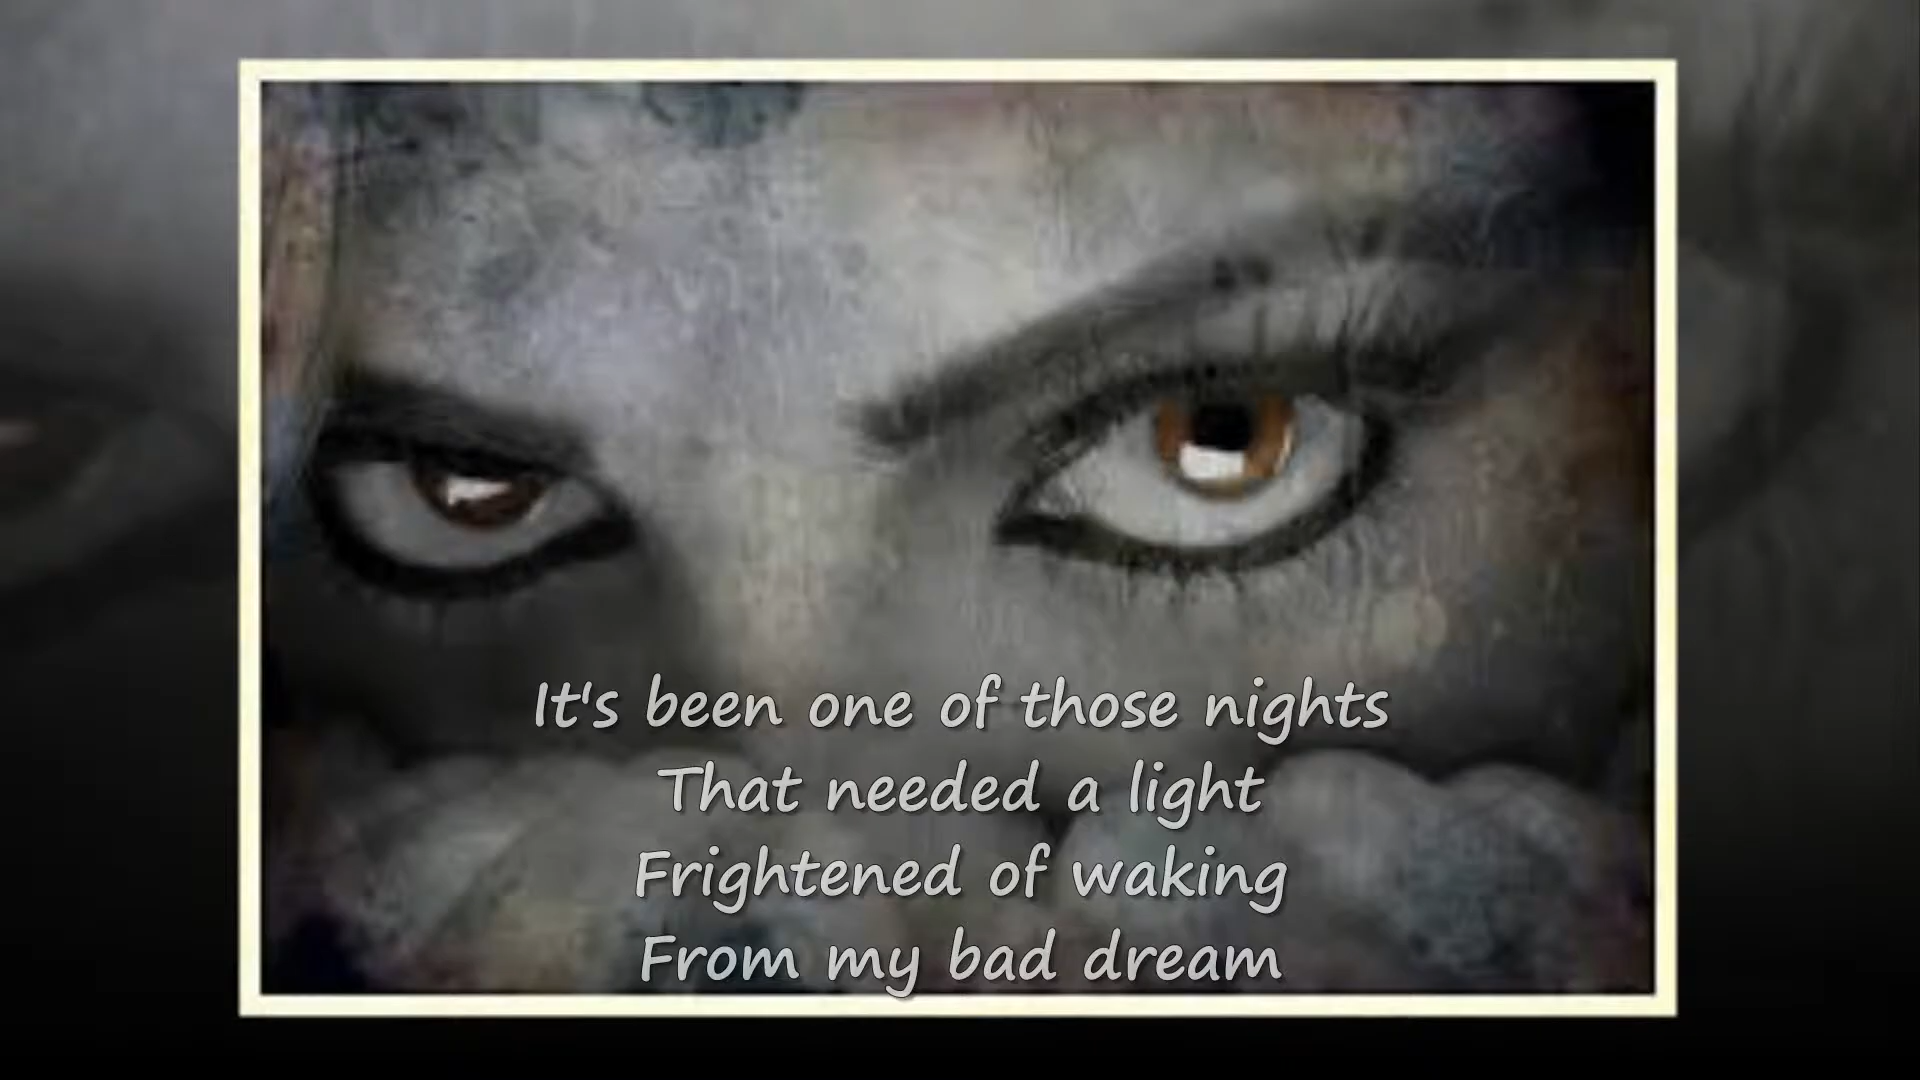 It's been one of those nights
That needed a light
Frightened of waking
From my bad dream